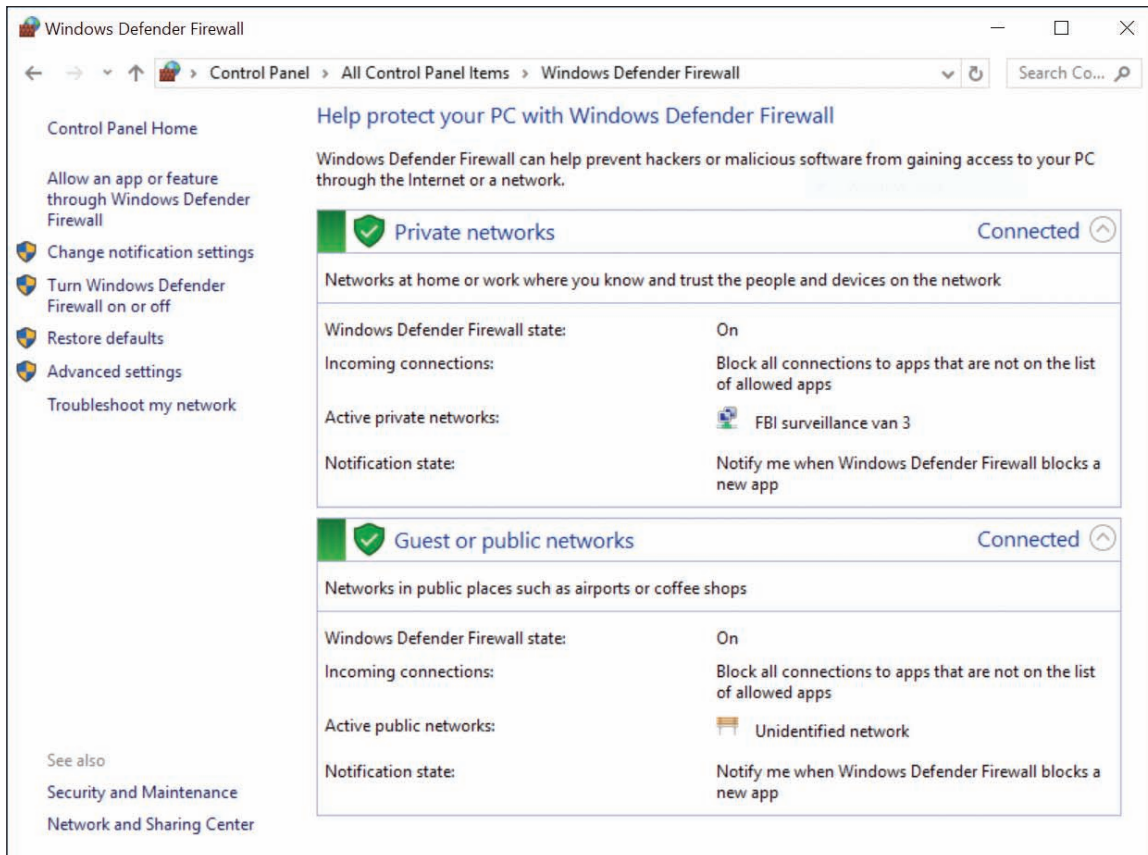 Windows Defender Firewall
Control Panel > All Control Panel Items > Windows Defender Firewall
Search Co...
Control Panel Home
Allow an app or feature
through Windows Defender
Firewall
Change notification settings
Turn Windows Defender
Firewall on or off
Restore defaults
Advanced settings
Troubleshoot my network
See also
Security and Maintenance
Network and Sharing Center
Help protect your PC with Windows Defender Firewall
Windows Defender Firewall can help prevent hackers or malicious software from gaining access to your PC
through the Internet or a network.
Private networks Connected
Networks at home or work where you know and trust the people and devices on the network
Windows Defender Firewall state: On
Incoming connections: Block all connections to apps that are not on the list
of allowed apps
Active private networks: FBI surveillance van 3
Notification state: Notify me when Windows Defender Firewall blocks a
new app
Guest or public networks Connected
Networks in public places such as airports or coffee shops
Windows Defender Firewall state: On
Incoming connections: Block all connections to apps that are not on the list
of allowed apps
Active public networks: Unidentified network
Notification state: Notify me when Windows Defender Firewall blocks a
new app